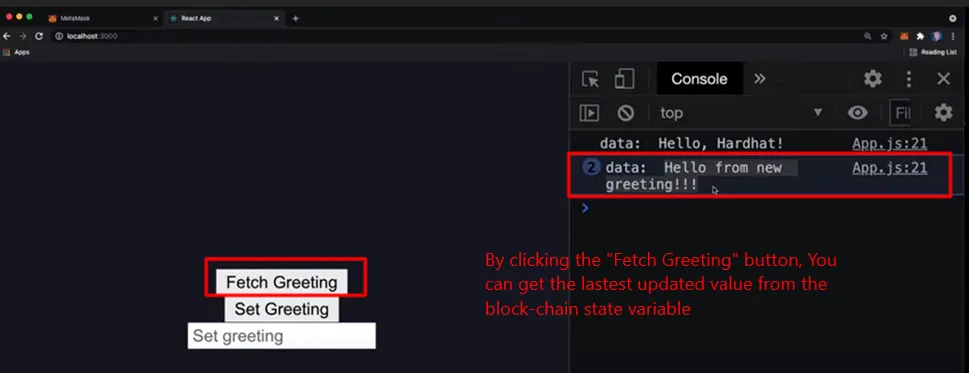 MetaMask
React App
localhost:3000
Apps
Reading List
Console
top
Fil
data: Hello, Hardhat! App.js:21
2 data: Hello from new App.js:21
greeting!!!
Fetch Greeting
Set Greeting
Set greeting
By clicking the "Fetch Greeting" button, You
can get the lastest updated value from the
block-chain state variable